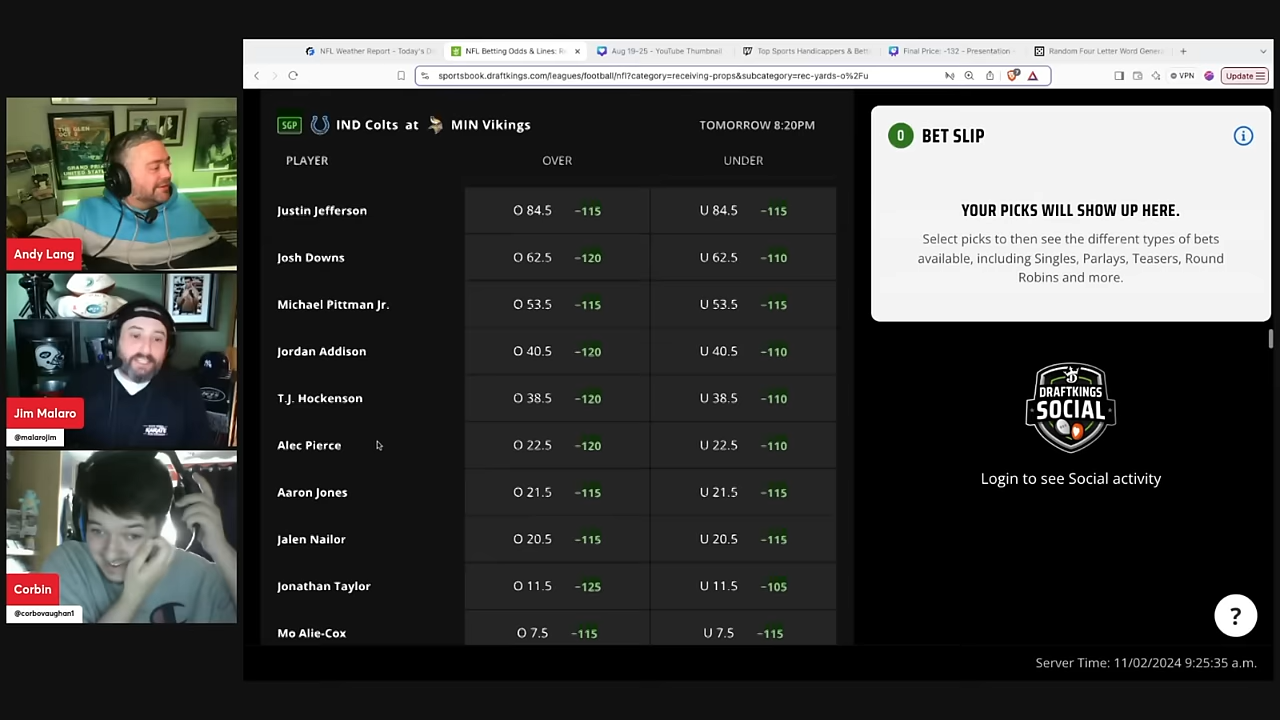 NFL Weather Report - Today's D
NFL Betting Odds & Lines: R
Aug 19-25 - YouTube Thumbnail
Top Sports Handicappers & Bett
Final Price: -132 - Presentation -
Random Four Letter Word Gener
sportsbook.draftkings.com/leagues/football/nfl?category=receiving-props&subcategory=rec-yards-o%2Fu
VPN
Update
SGP IND Colts at MIN Vikings TOMORROW 8:20PM
PLAYER OVER UNDER
Justin Jefferson O 84.5 −115 U 84.5 −115
Josh Downs O 62.5 −120 U 62.5 −110
Michael Pittman Jr. O 53.5 −115 U 53.5 −115
Jordan Addison O 40.5 −120 U 40.5 −110
T.J. Hockenson O 38.5 −120 U 38.5 −110
Alec Pierce O 22.5 −120 U 22.5 −110
Aaron Jones O 21.5 −115 U 21.5 −115
Jalen Nailor O 20.5 −115 U 20.5 −115
Jonathan Taylor O 11.5 −125 U 11.5 −105
Mo Alie-Cox O 7.5 −115 U 7.5 −115
0 BET SLIP
YOUR PICKS WILL SHOW UP HERE.
Select picks to then see the different types of bets
available, including Singles, Parlays, Teasers, Round
Robins and more.
DRAFTKINGS
SOCIAL
Login to see Social activity
?
Server Time: 11/02/2024 9:25:35 a.m.
THE GLEN
GRAND PRIX
Andy Lang
Jim Malaro
@malarojim
Corbin
@corbovaughan1